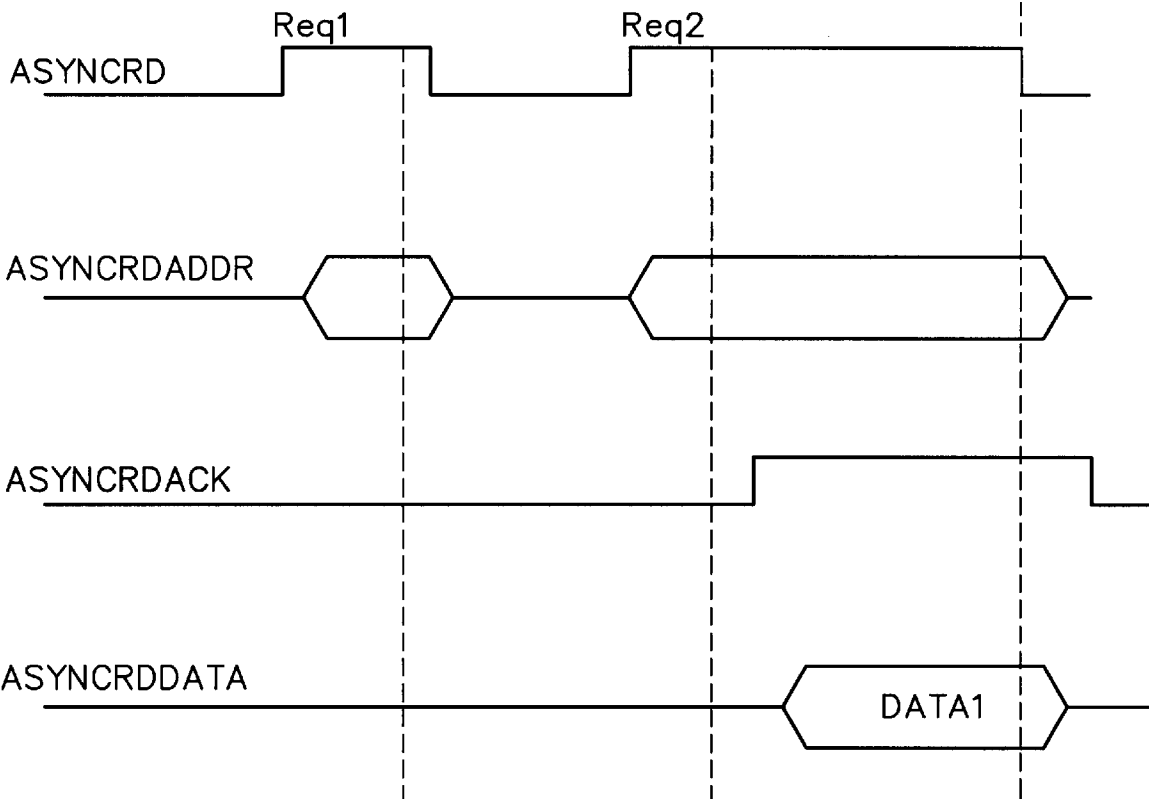 Req1 Req2
ASYNCRD
ASYNCRDADDR
ASYNCRDACK
ASYNCRDDATA
DATA1